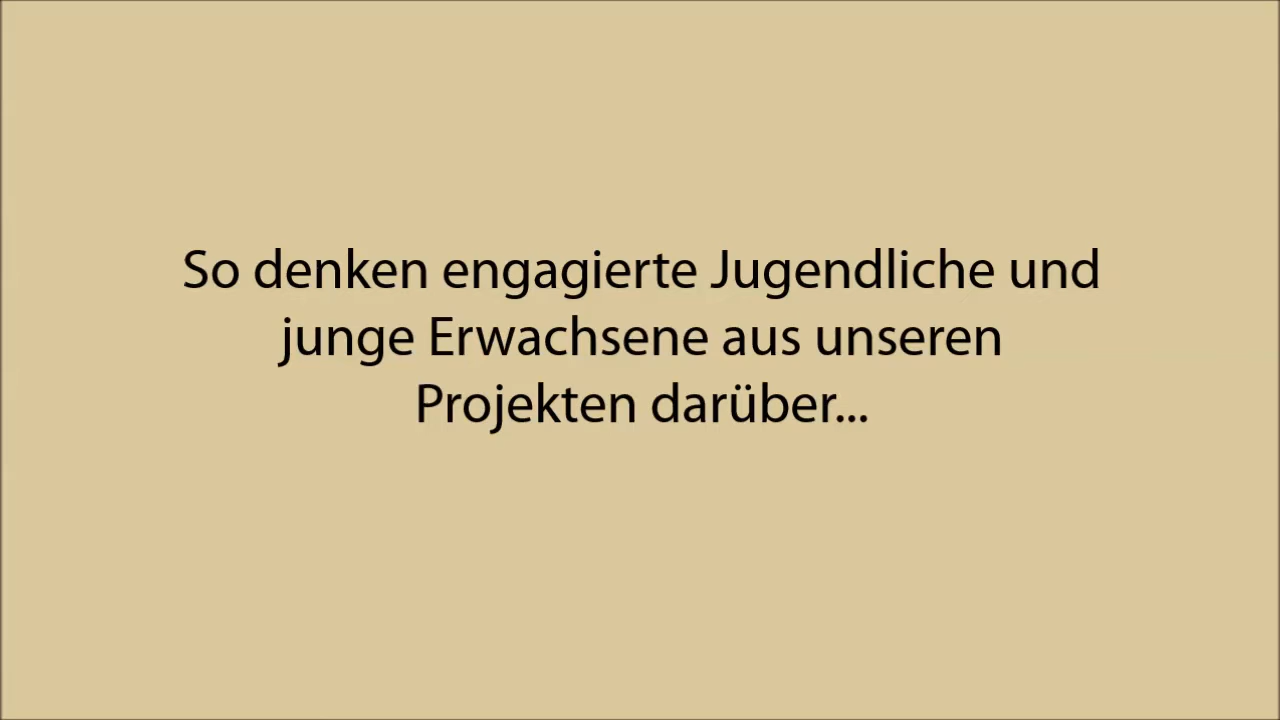 So denken engagierte Jugendliche und
junge Erwachsene aus unseren
Projekten darüber...